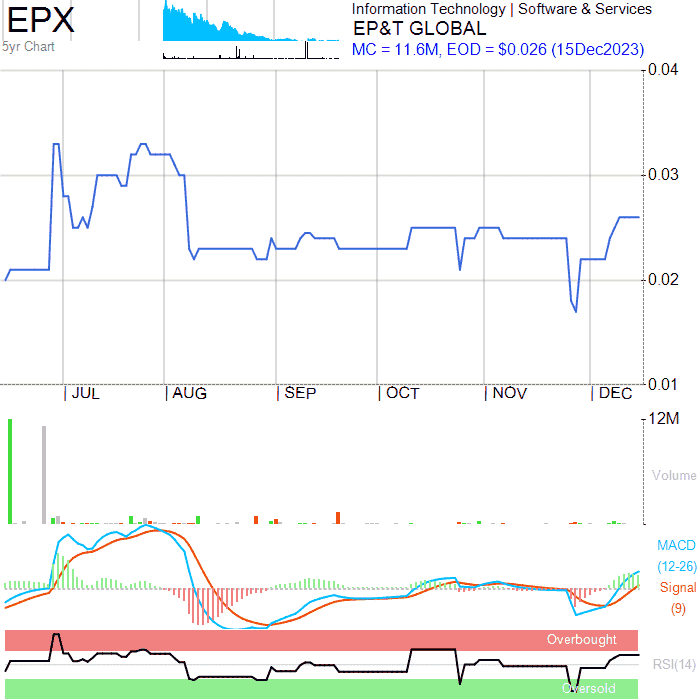 EPX
5yr Chart
Information Technology | Software & Services
EP&T GLOBAL
MC = 11.6M, EOD = $0.026 (15Dec2023)
0.04
0.03
0.02
0.01
JUL AUG SEP OCT NOV DEC
12M
Volume
MACD
(12-26)
Signal
(9)
Overbought
RSI(14)
Oversold